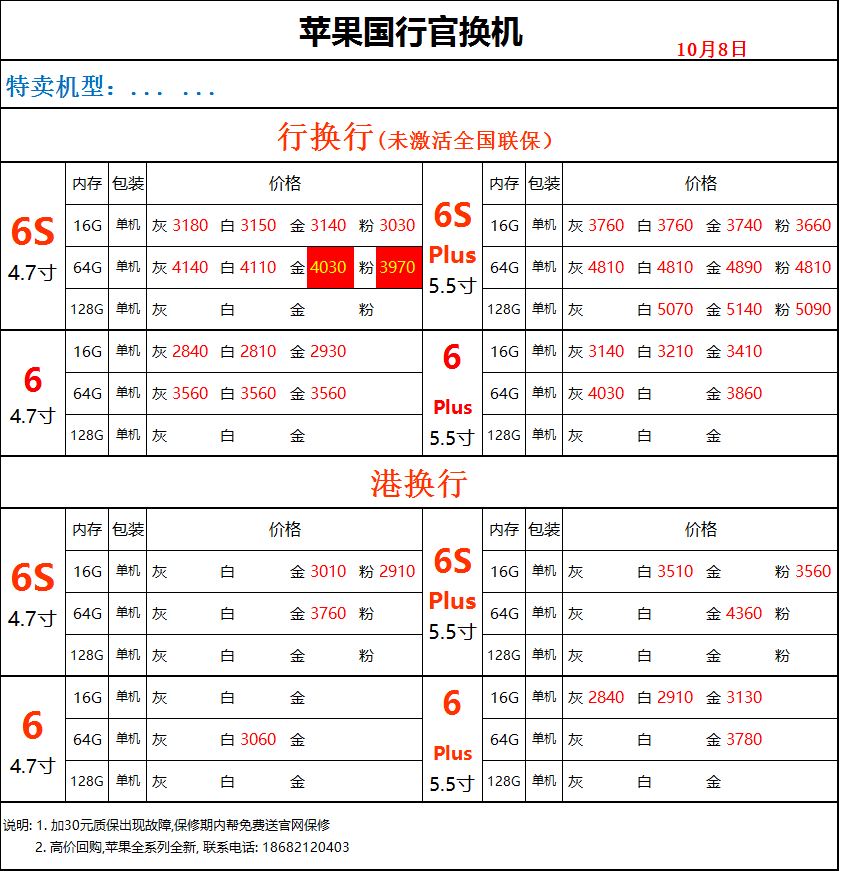 苹果国行官换机
10月8日
特卖机型：... ...
行换行(未激活全国联保）
6S 4.7寸 内存 包装 价格 6S Plus 5.5寸 内存 包装 价格
16G 单机 灰 3180 白 3150 金 3140 粉 3030 16G 单机 灰 3760 白 3760 金 3740 粉 3660
64G 单机 灰 4140 白 4110 金 4030 粉 3970 64G 单机 灰 4810 白 4810 金 4890 粉 4810
128G 单机 灰 白 金 粉 128G 单机 灰 白 5070 金 5140 粉 5090
6 4.7寸 16G 单机 灰 2840 白 2810 金 2930 6 Plus 5.5寸 16G 单机 灰 3140 白 3210 金 3410
64G 单机 灰 3560 白 3560 金 3560 64G 单机 灰 4030 白 金 3860
128G 单机 灰 白 金 128G 单机 灰 白 金
港换行
6S 4.7寸 内存 包装 价格 6S Plus 5.5寸 内存 包装 价格
16G 单机 灰 白 金 3010 粉 2910 16G 单机 灰 白 3510 金 粉 3560
64G 单机 灰 白 金 3760 粉 64G 单机 灰 白 金 4360 粉
128G 单机 灰 白 金 粉 128G 单机 灰 白 金 粉
6 4.7寸 16G 单机 灰 白 金 6 Plus 5.5寸 16G 单机 灰 2840 白 2910 金 3130
64G 单机 灰 白 3060 金 64G 单机 灰 白 金 3780
128G 单机 灰 白 金 128G 单机 灰 白 金
说明: 1. 加30元质保出现故障,保修期内帮免费送官网保修
2. 高价回购,苹果全系列全新, 联系电话: 18682120403